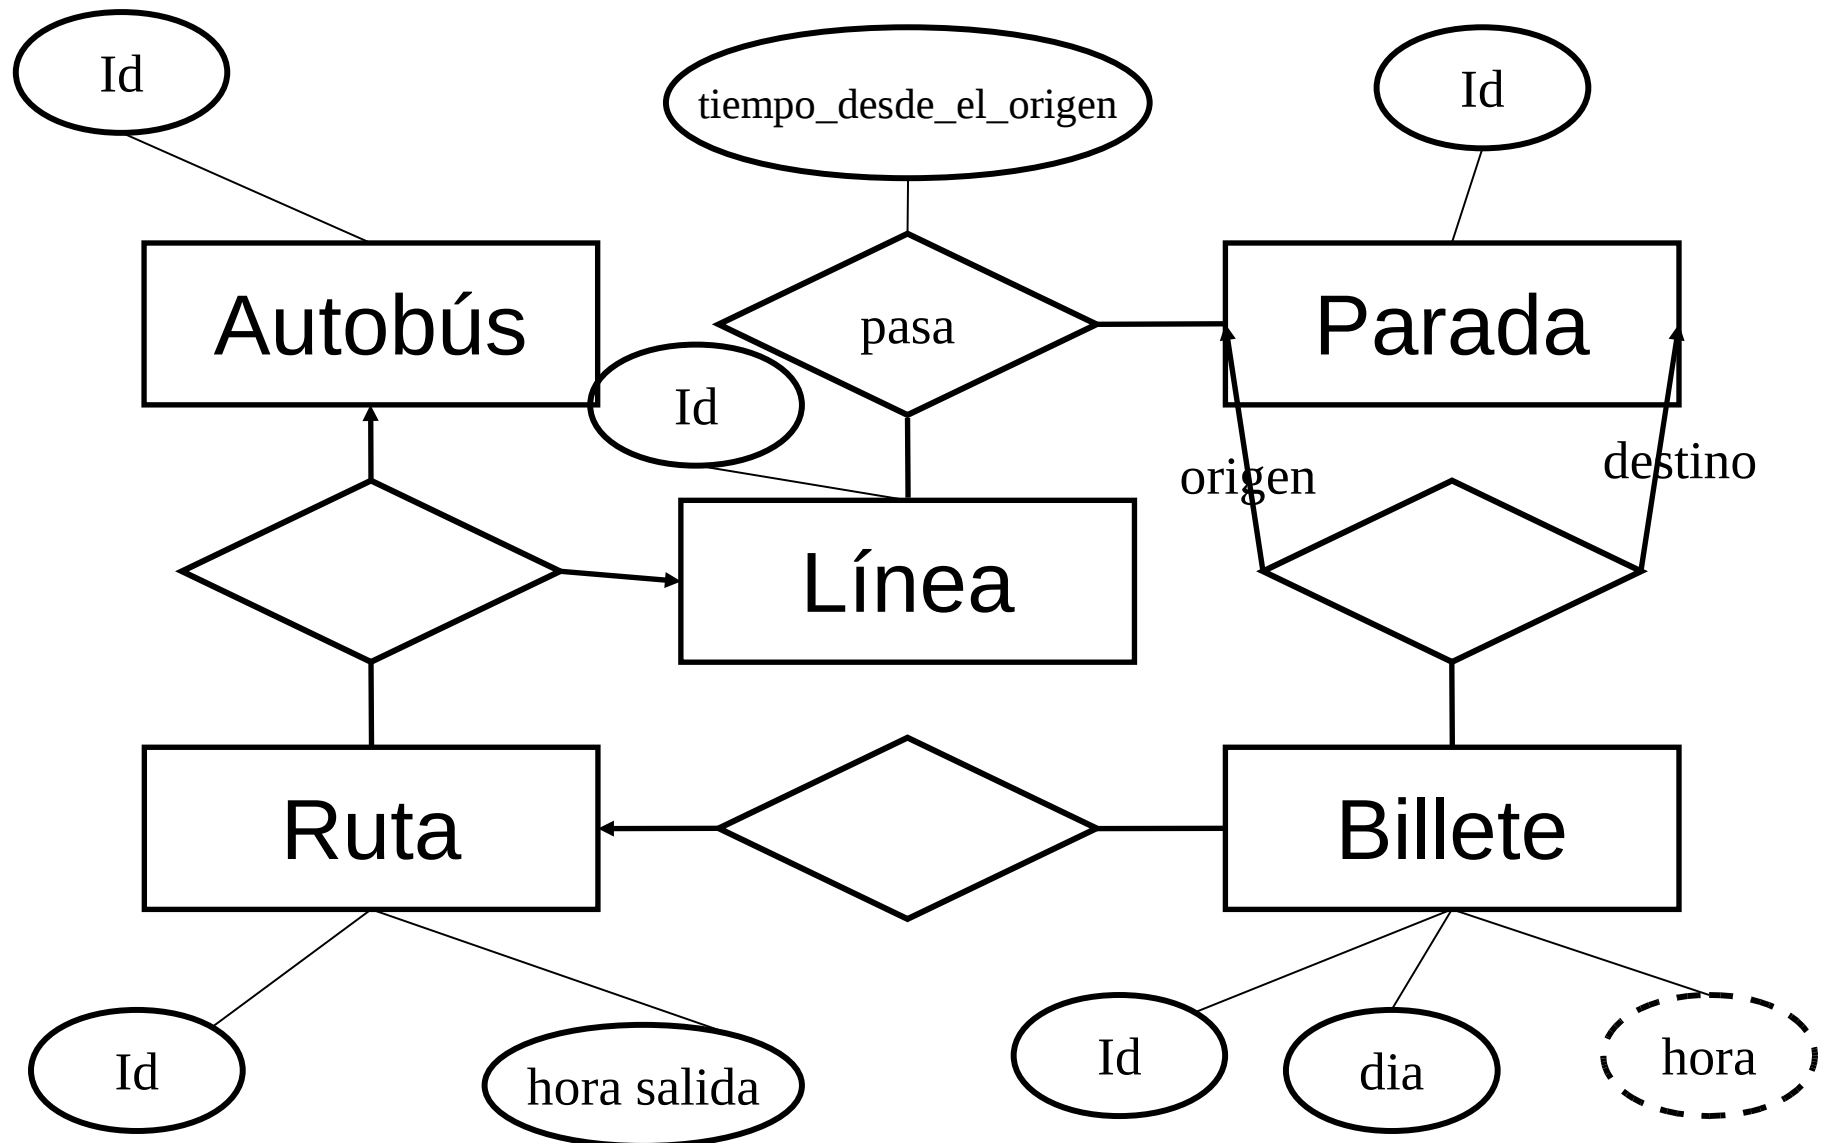 Id
tiempo_desde_el_origen
Id
Autobús
pasa
Parada
Id
origen
destino
Línea
Ruta
Billete
Id
hora salida
Id
dia
hora